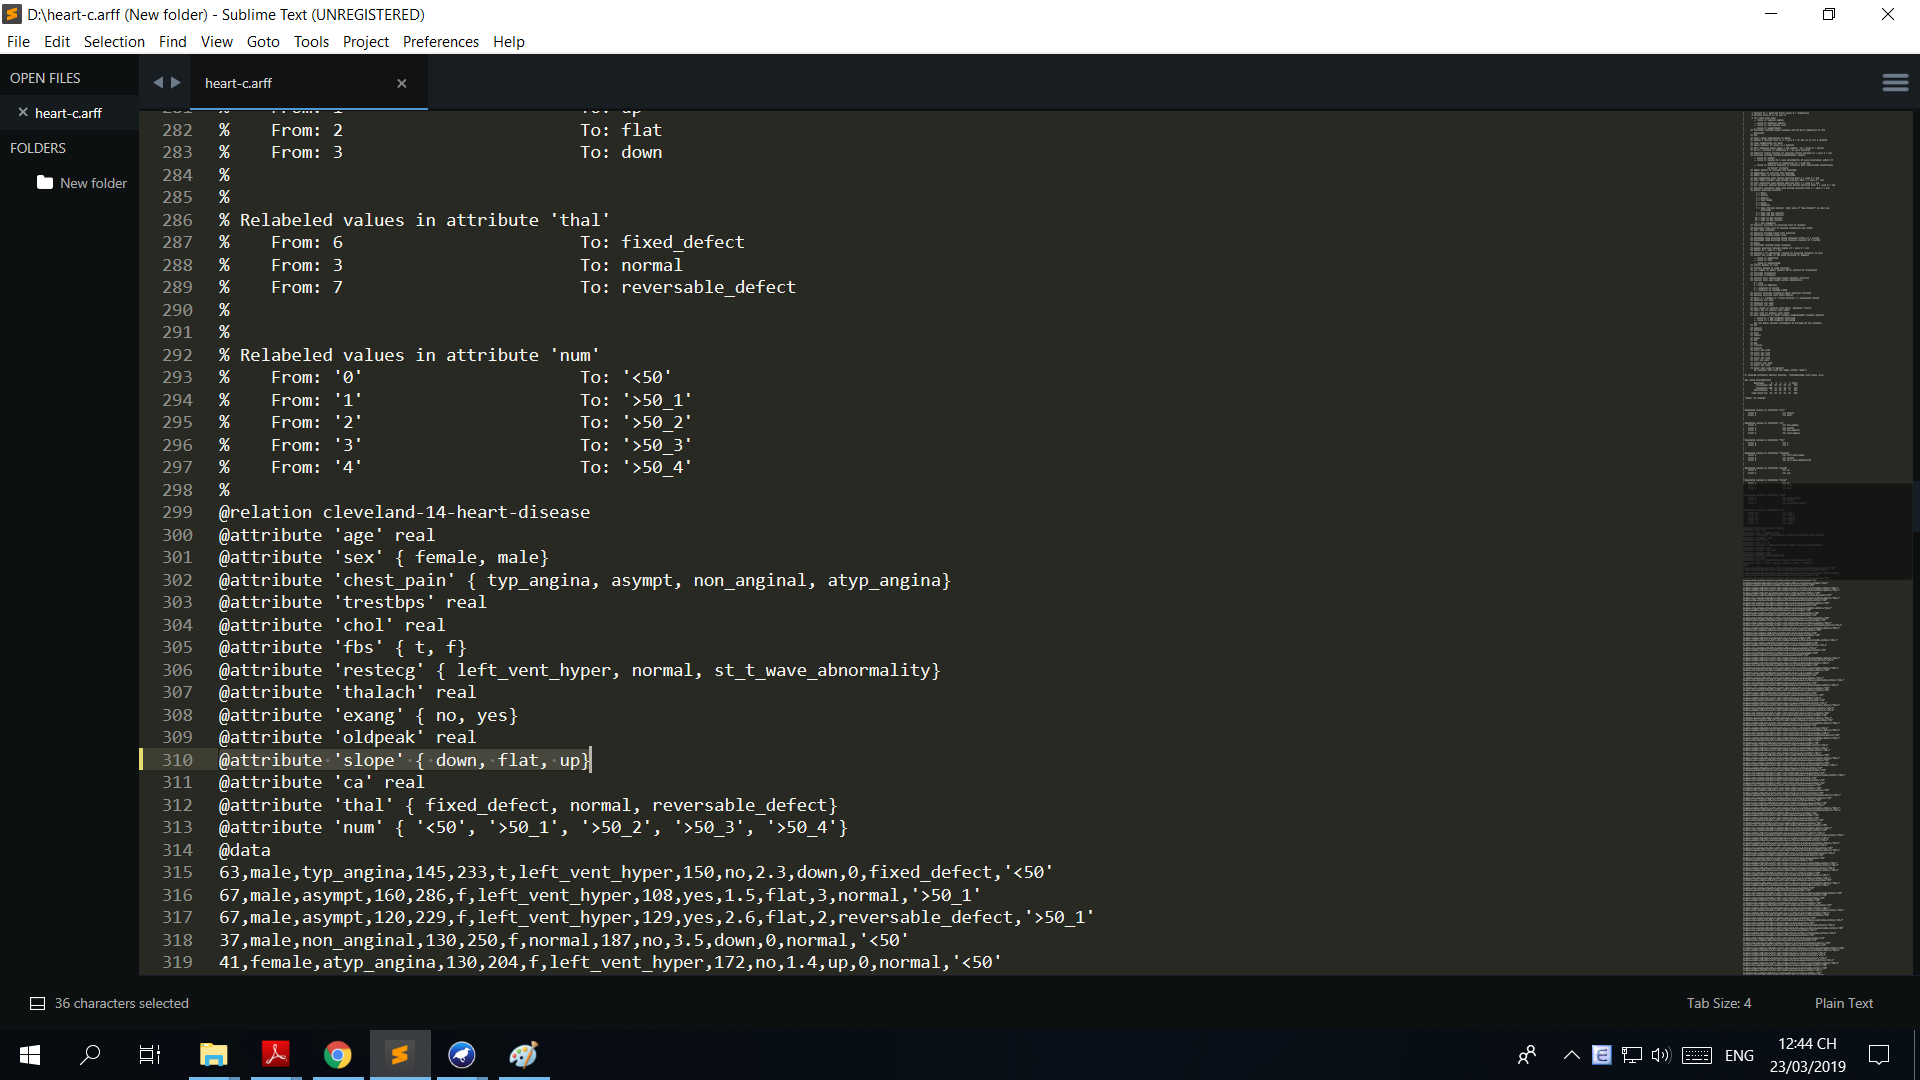 D:\heart-c.arff (New folder) - Sublime Text (UNREGISTERED)
File Edit Selection Find View Goto Tools Project Preferences Help
OPEN FILES
heart-c.arff
FOLDERS
New folder
heart-c.arff
282 % From: 2 To: flat
283 % From: 3 To: down
284 %
285 %
286 % Relabeled values in attribute 'thal'
287 % From: 6 To: fixed_defect
288 % From: 3 To: normal
289 % From: 7 To: reversable_defect
290 %
291 %
292 % Relabeled values in attribute 'num'
293 % From: '0' To: '<50'
294 % From: '1' To: '>50_1'
295 % From: '2' To: '>50_2'
296 % From: '3' To: '>50_3'
297 % From: '4' To: '>50_4'
298 %
299 @relation cleveland-14-heart-disease
300 @attribute 'age' real
301 @attribute 'sex' { female, male}
302 @attribute 'chest_pain' { typ_angina, asympt, non_anginal, atyp_angina}
303 @attribute 'trestbps' real
304 @attribute 'chol' real
305 @attribute 'fbs' { t, f}
306 @attribute 'restecg' { left_vent_hyper, normal, st_t_wave_abnormality}
307 @attribute 'thalach' real
308 @attribute 'exang' { no, yes}
309 @attribute 'oldpeak' real
310 @attribute 'slope' { down, flat, up}
311 @attribute 'ca' real
312 @attribute 'thal' { fixed_defect, normal, reversable_defect}
313 @attribute 'num' { '<50', '>50_1', '>50_2', '>50_3', '>50_4'}
314 @data
315 63,male,typ_angina,145,233,t,left_vent_hyper,150,no,2.3,down,0,fixed_defect,'<50'
316 67,male,asympt,160,286,f,left_vent_hyper,108,yes,1.5,flat,3,normal,'>50_1'
317 67,male,asympt,120,229,f,left_vent_hyper,129,yes,2.6,flat,2,reversable_defect,'>50_1'
318 37,male,non_anginal,130,250,f,normal,187,no,3.5,down,0,normal,'<50'
319 41,female,atyp_angina,130,204,f,left_vent_hyper,172,no,1.4,up,0,normal,'<50'
36 characters selected
Tab Size: 4
Plain Text
ENG
12:44 CH
23/03/2019